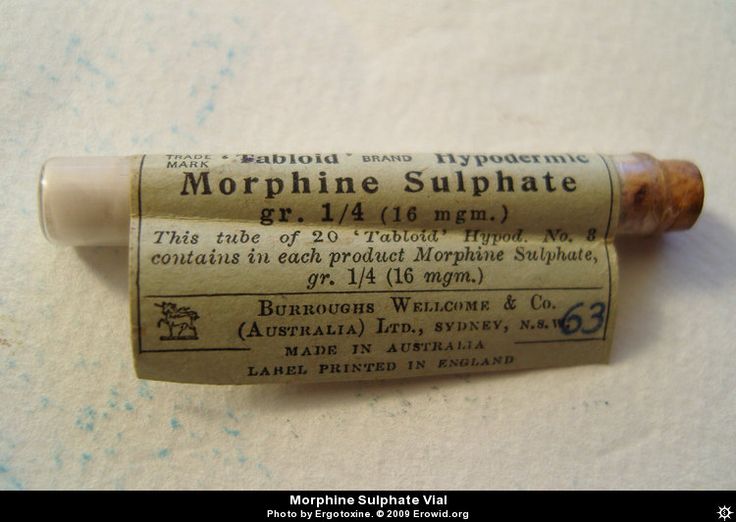 TRADE MARK 'Tabloid' BRAND Hypodermic
Morphine Sulphate
gr. 1/4 (16 mgm.)
This tube of 20 'Tabloid' Hypod. No. 8
contains in each product Morphine Sulphate,
gr. 1/4 (16 mgm.)
BURROUGHS WELLCOME & CO.
(AUSTRALIA) LTD., SYDNEY, N.S.W.
63
MADE IN AUSTRALIA
LABEL PRINTED IN ENGLAND
Morphine Sulphate Vial
Photo by Ergotoxine. © 2009 Erowid.org